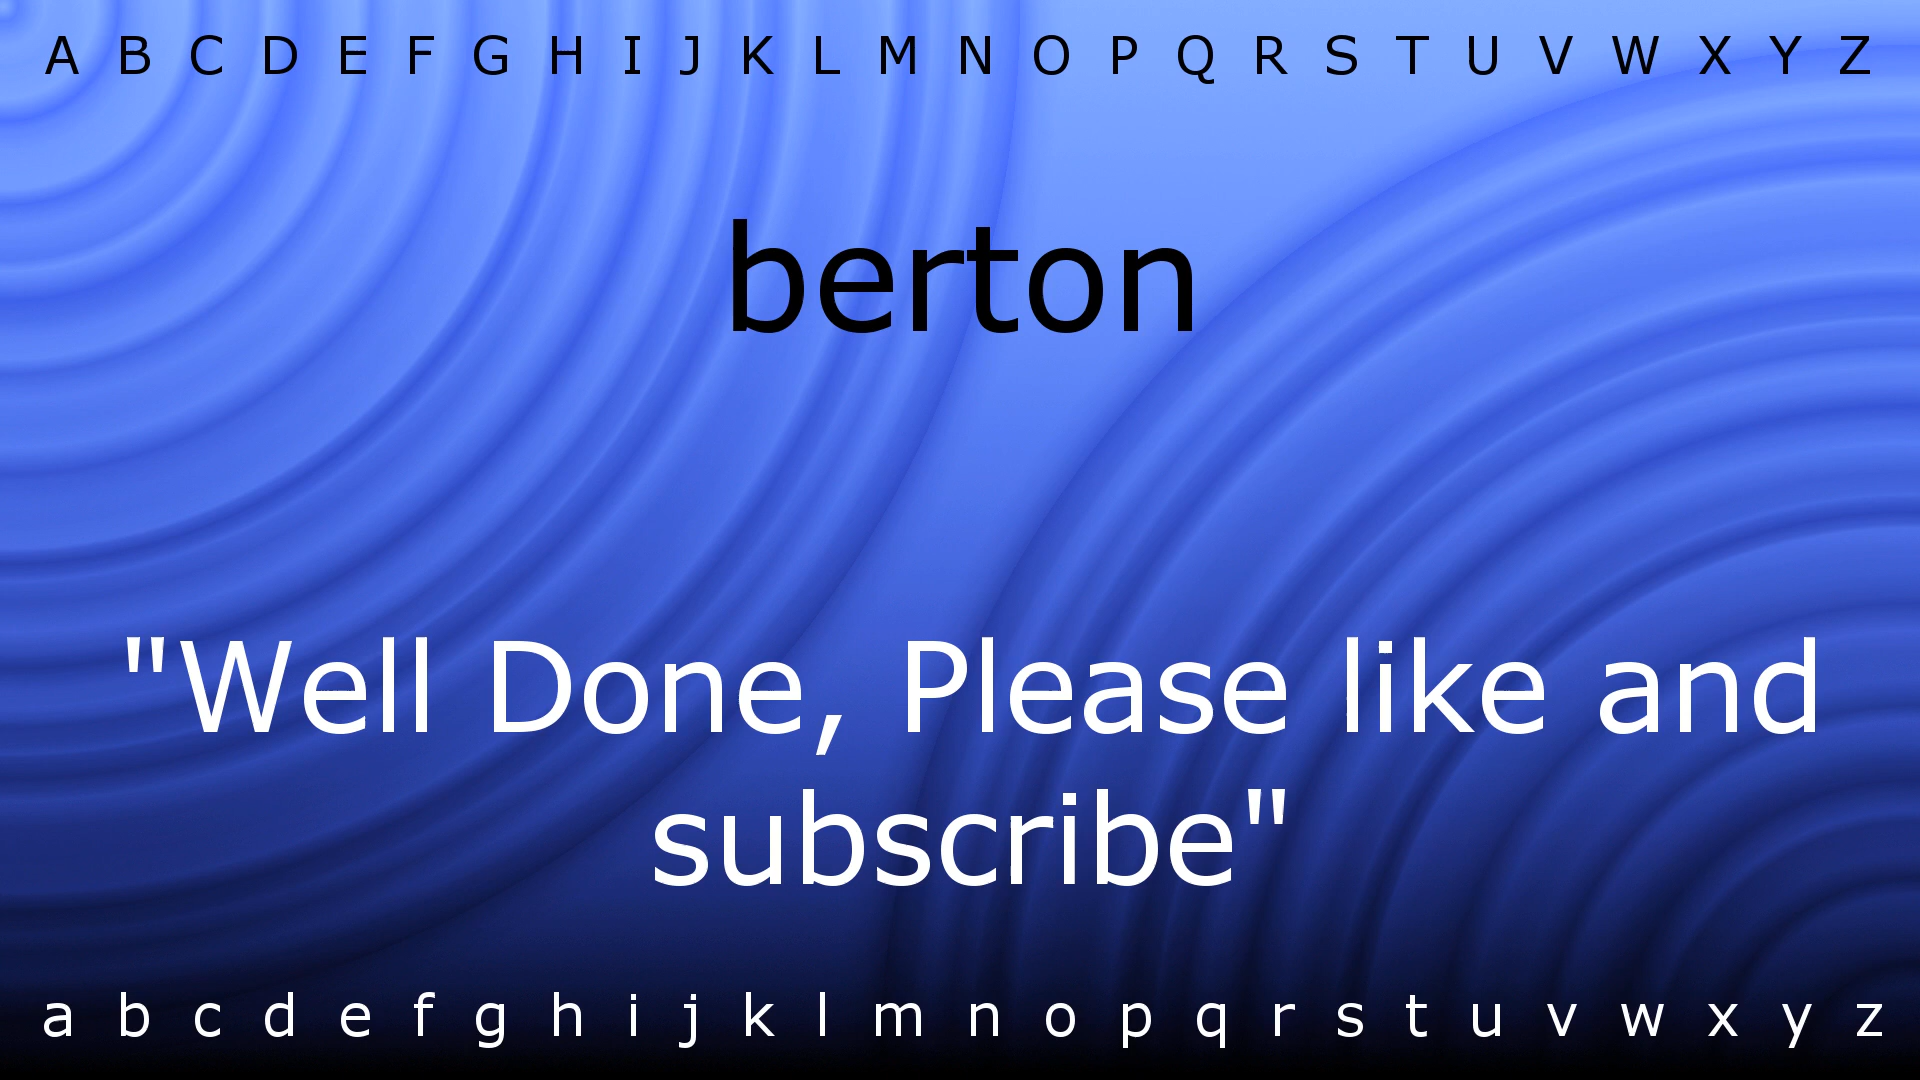 A B C D E F G H I J K L M N O P Q R S T U V W X Y Z
berton
"Well Done, Please like and
subscribe"
a b c d e f g h i j k l m n o p q r s t u v w x y z